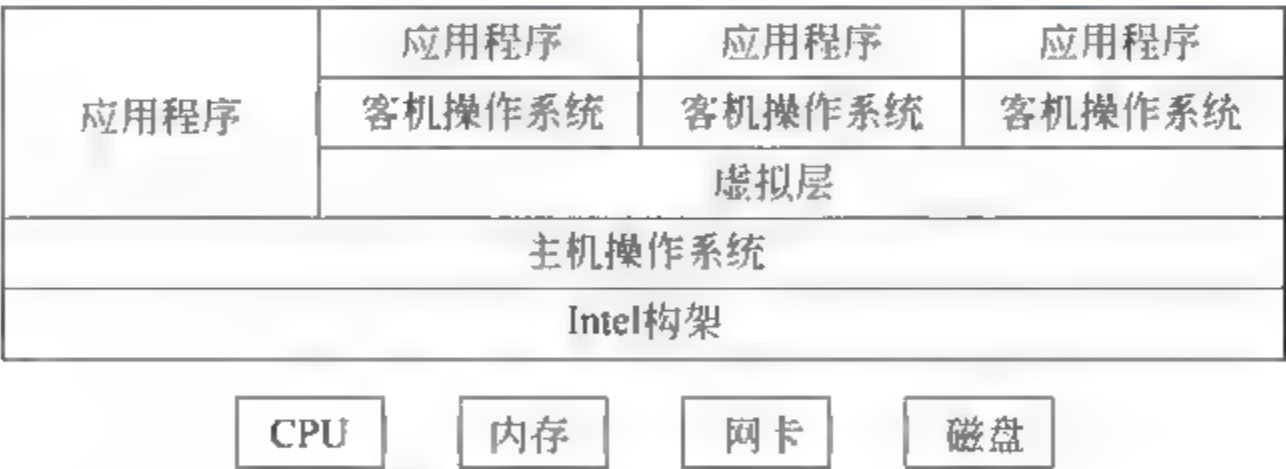 应用程序 应用程序 应用程序
应用程序 客机操作系统 客机操作系统 客机操作系统
虚拟层
主机操作系统
Intel构架
CPU 内存 网卡 磁盘